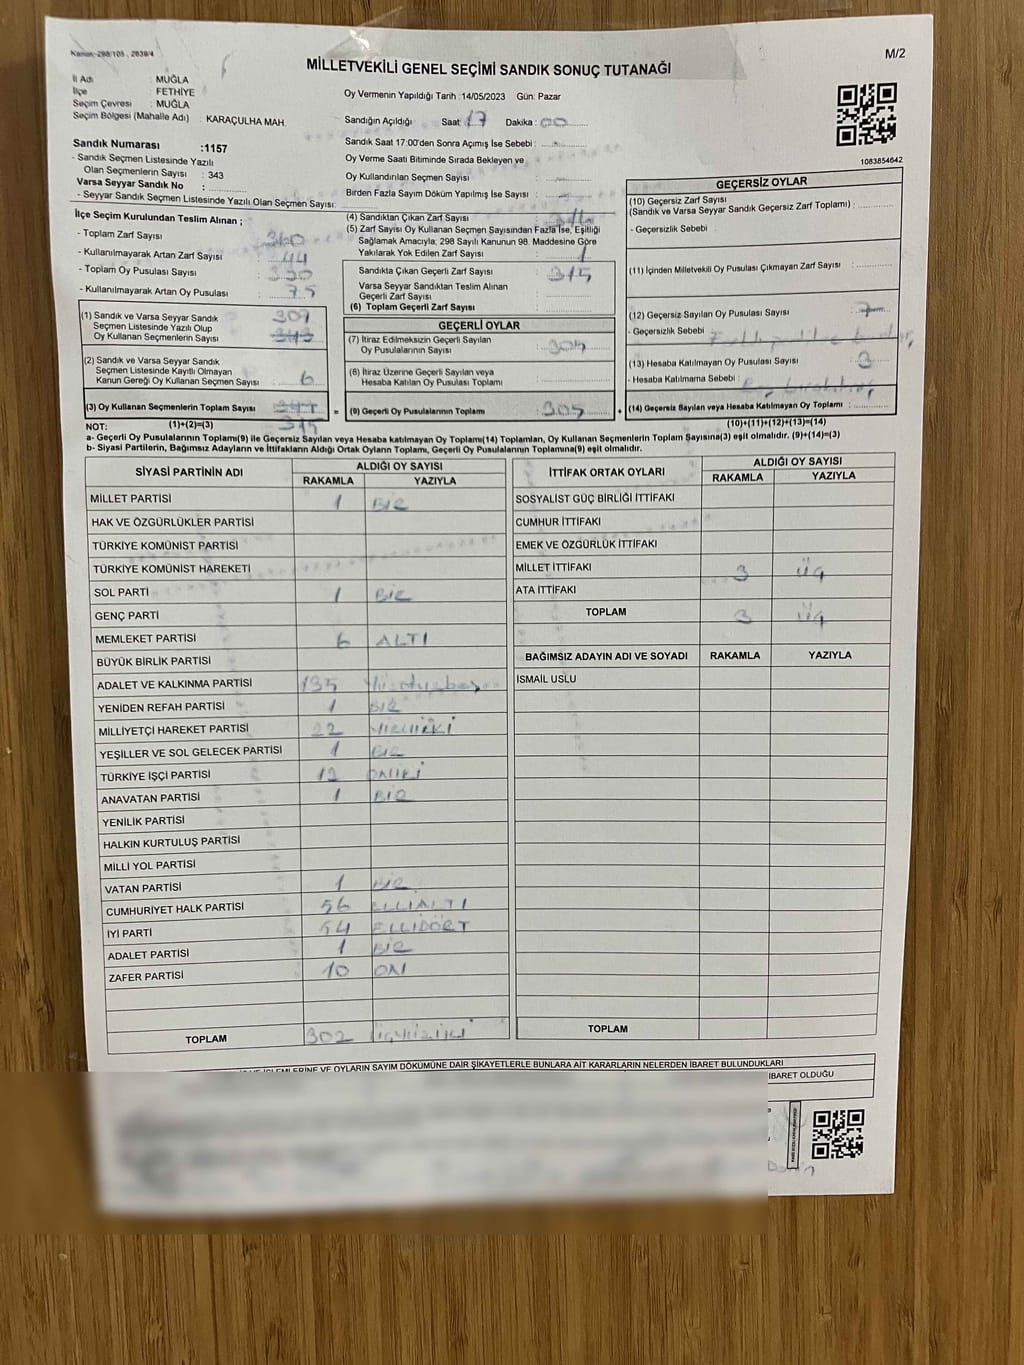 Kanun:298/105 , 2839/4
M/2
MİLLETVEKİLİ GENEL SEÇİMİ SANDIK SONUÇ TUTANAĞI
İl Adı : MUĞLA
İlçe : FETHİYE
Seçim Çevresi : MUĞLA
Seçim Bölgesi (Mahalle Adı) : KARAÇULHA MAH.
Sandık Numarası :1157
- Sandık Seçmen Listesinde Yazılı
Olan Seçmenlerin Sayısı : 343
Varsa Seyyar Sandık No :
- Seyyar Sandık Seçmen Listesinde Yazılı Olan Seçmen Sayısı:
Oy Vermenin Yapıldığı Tarih :14/05/2023 Gün: Pazar
Sandığın Açıldığı Saat: 17 Dakika : 00
Sandık Saat 17:00'den Sonra Açılmış İse Sebebi :
Oy Verme Saati Bitiminde Sırada Bekleyen ve
Oy Kullandırılan Seçmen Sayısı :
Birden Fazla Sayım Döküm Yapılmış İse Sayısı :
1083854642
İlçe Seçim Kurulundan Teslim Alınan ;
- Toplam Zarf Sayısı : 360
- Kullanılmayarak Artan Zarf Sayısı : 44
- Toplam Oy Pusulası Sayısı :
- Kullanılmayarak Artan Oy Pusulası : 75
(1) Sandık ve Varsa Seyyar Sandık
Seçmen Listesinde Yazılı Olup
Oy Kullanan Seçmenlerin Sayısı : 309 343
(2) Sandık ve Varsa Seyyar Sandık
Seçmen Listesinde Kayıtlı Olmayan
Kanun Gereği Oy Kullanan Seçmen Sayısı : 6
(3) Oy Kullanan Seçmenlerin Toplam Sayısı : =
(1)+(2)=(3) 315
(4) Sandıktan Çıkan Zarf Sayısı : 316
(5) Zarf Sayısı Oy Kullanan Seçmen Sayısından Fazla İse, Eşitliği
Sağlamak Amacıyla, 298 Sayılı Kanunun 98. Maddesine Göre
Yakılarak Yok Edilen Zarf Sayısı : 1
Sandıkta Çıkan Geçerli Zarf Sayısı : 315
Varsa Seyyar Sandıktan Teslim Alınan
Geçerli Zarf Sayısı :
(6) Toplam Geçerli Zarf Sayısı :
GEÇERLİ OYLAR
(7) İtiraz Edilmeksizin Geçerli Sayılan
Oy Pusulalarının Sayısı : 305
(8) İtiraz Üzerine Geçerli Sayılan veya
Hesaba Katılan Oy Pusulası Toplamı :
(9) Geçerli Oy Pusulalarının Toplamı : 305 +
GEÇERSİZ OYLAR
(10) Geçersiz Zarf Sayısı
(Sandık ve Varsa Seyyar Sandık Geçersiz Zarf Toplamı) :
- Geçersizlik Sebebi :
(11) İçinden Milletvekili Oy Pusulası Çıkmayan Zarf Sayısı :
(12) Geçersiz Sayılan Oy Pusulası Sayısı : 7
- Geçersizlik Sebebi :
(13) Hesaba Katılmayan Oy Pusulası Sayısı : 3
- Hesaba Katılmama Sebebi :
(14) Geçersiz Sayılan veya Hesaba Katılmayan Oy Toplamı :
(10)+(11)+(12)+(13)=(14)
NOT:
a- Geçerli Oy Pusulalarının Toplamı(9) ile Geçersiz Sayılan veya Hesaba katılmayan Oy Toplamı(14) Toplamları, Oy Kullanan Seçmenlerin Toplam Sayısına(3) eşit olmalıdır. (9)+(14)=(3)
b- Siyasi Partilerin, Bağımsız Adayların ve İttifakların Aldığı Ortak Oyların Toplamı, Geçerli Oy Pusulalarının Toplamına(9) eşit olmalıdır.
SİYASİ PARTİNİN ADI ALDIĞI OY SAYISI
RAKAMLA YAZIYLA
MİLLET PARTİSİ 1 BİR
HAK VE ÖZGÜRLÜKLER PARTİSİ
TÜRKİYE KOMÜNİST PARTİSİ
TÜRKİYE KOMÜNİST HAREKETİ
SOL PARTİ 1 BİR
GENÇ PARTİ
MEMLEKET PARTİSİ 6 ALTI
BÜYÜK BİRLİK PARTİSİ
ADALET VE KALKINMA PARTİSİ 135
YENİDEN REFAH PARTİSİ 1 BİR
MİLLİYETÇİ HAREKET PARTİSİ 22 YİRMİİKİ
YEŞİLLER VE SOL GELECEK PARTİSİ 1 BİR
TÜRKİYE İŞÇİ PARTİSİ 12 ONİKİ
ANAVATAN PARTİSİ 1 BİR
YENİLİK PARTİSİ
HALKIN KURTULUŞ PARTİSİ
MİLLİ YOL PARTİSİ
VATAN PARTİSİ 1 BİR
CUMHURİYET HALK PARTİSİ 56 ELLİALTI
İYİ PARTİ 54 ELLİDÖRT
ADALET PARTİSİ 1 BİR
ZAFER PARTİSİ 10 ON
TOPLAM 302 ÜÇYÜZİKİ
İTTİFAK ORTAK OYLARI ALDIĞI OY SAYISI
RAKAMLA YAZIYLA
SOSYALİST GÜÇ BİRLİĞİ İTTİFAKI
CUMHUR İTTİFAKI
EMEK VE ÖZGÜRLÜK İTTİFAKI
MİLLET İTTİFAKI 3 ÜÇ
ATA İTTİFAKI
TOPLAM 3 ÜÇ
BAĞIMSIZ ADAYIN ADI VE SOYADI RAKAMLA YAZIYLA
İSMAİL USLU
TOPLAM
İŞLEMLERİNE VE OYLARIN SAYIM DÖKÜMÜNE DAİR ŞİKAYETLERLE BUNLARA AİT KARARLARIN NELERDEN İBARET BULUNDUKLARI
İBARET OLDUĞU